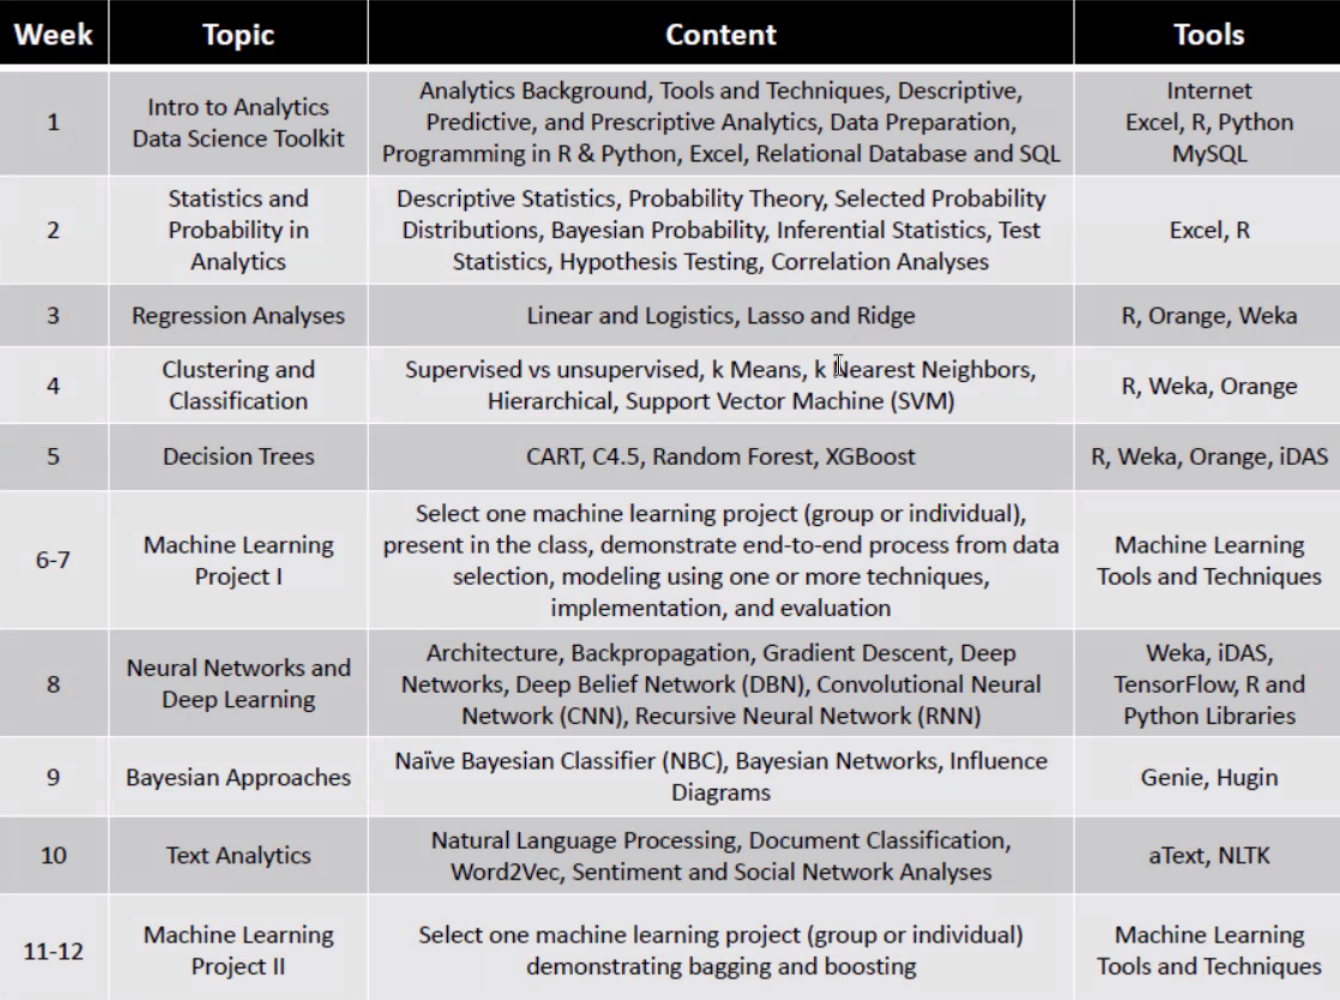 Week Topic Content Tools
1
Intro to Analytics
Data Science Toolkit
Analytics Background, Tools and Techniques, Descriptive,
Predictive, and Prescriptive Analytics, Data Preparation,
Programming in R & Python, Excel, Relational Database and SQL
Internet
Excel, R, Python
MySQL
2
Statistics and
Probability in
Analytics
Descriptive Statistics, Probability Theory, Selected Probability
Distributions, Bayesian Probability, Inferential Statistics, Test
Statistics, Hypothesis Testing, Correlation Analyses
Excel, R
3
Regression Analyses
Linear and Logistics, Lasso and Ridge
R, Orange, Weka
4
Clustering and
Classification
Supervised vs unsupervised, k Means, k Nearest Neighbors,
Hierarchical, Support Vector Machine (SVM)
R, Weka, Orange
5
Decision Trees
CART, C4.5, Random Forest, XGBoost
R, Weka, Orange, iDAS
6-7
Machine Learning
Project I
Select one machine learning project (group or individual),
present in the class, demonstrate end-to-end process from data
selection, modeling using one or more techniques,
implementation, and evaluation
Machine Learning
Tools and Techniques
8
Neural Networks and
Deep Learning
Architecture, Backpropagation, Gradient Descent, Deep
Networks, Deep Belief Network (DBN), Convolutional Neural
Network (CNN), Recursive Neural Network (RNN)
Weka, iDAS,
TensorFlow, R and
Python Libraries
9
Bayesian Approaches
Naïve Bayesian Classifier (NBC), Bayesian Networks, Influence
Diagrams
Genie, Hugin
10
Text Analytics
Natural Language Processing, Document Classification,
Word2Vec, Sentiment and Social Network Analyses
aText, NLTK
11-12
Machine Learning
Project II
Select one machine learning project (group or individual)
demonstrating bagging and boosting
Machine Learning
Tools and Techniques